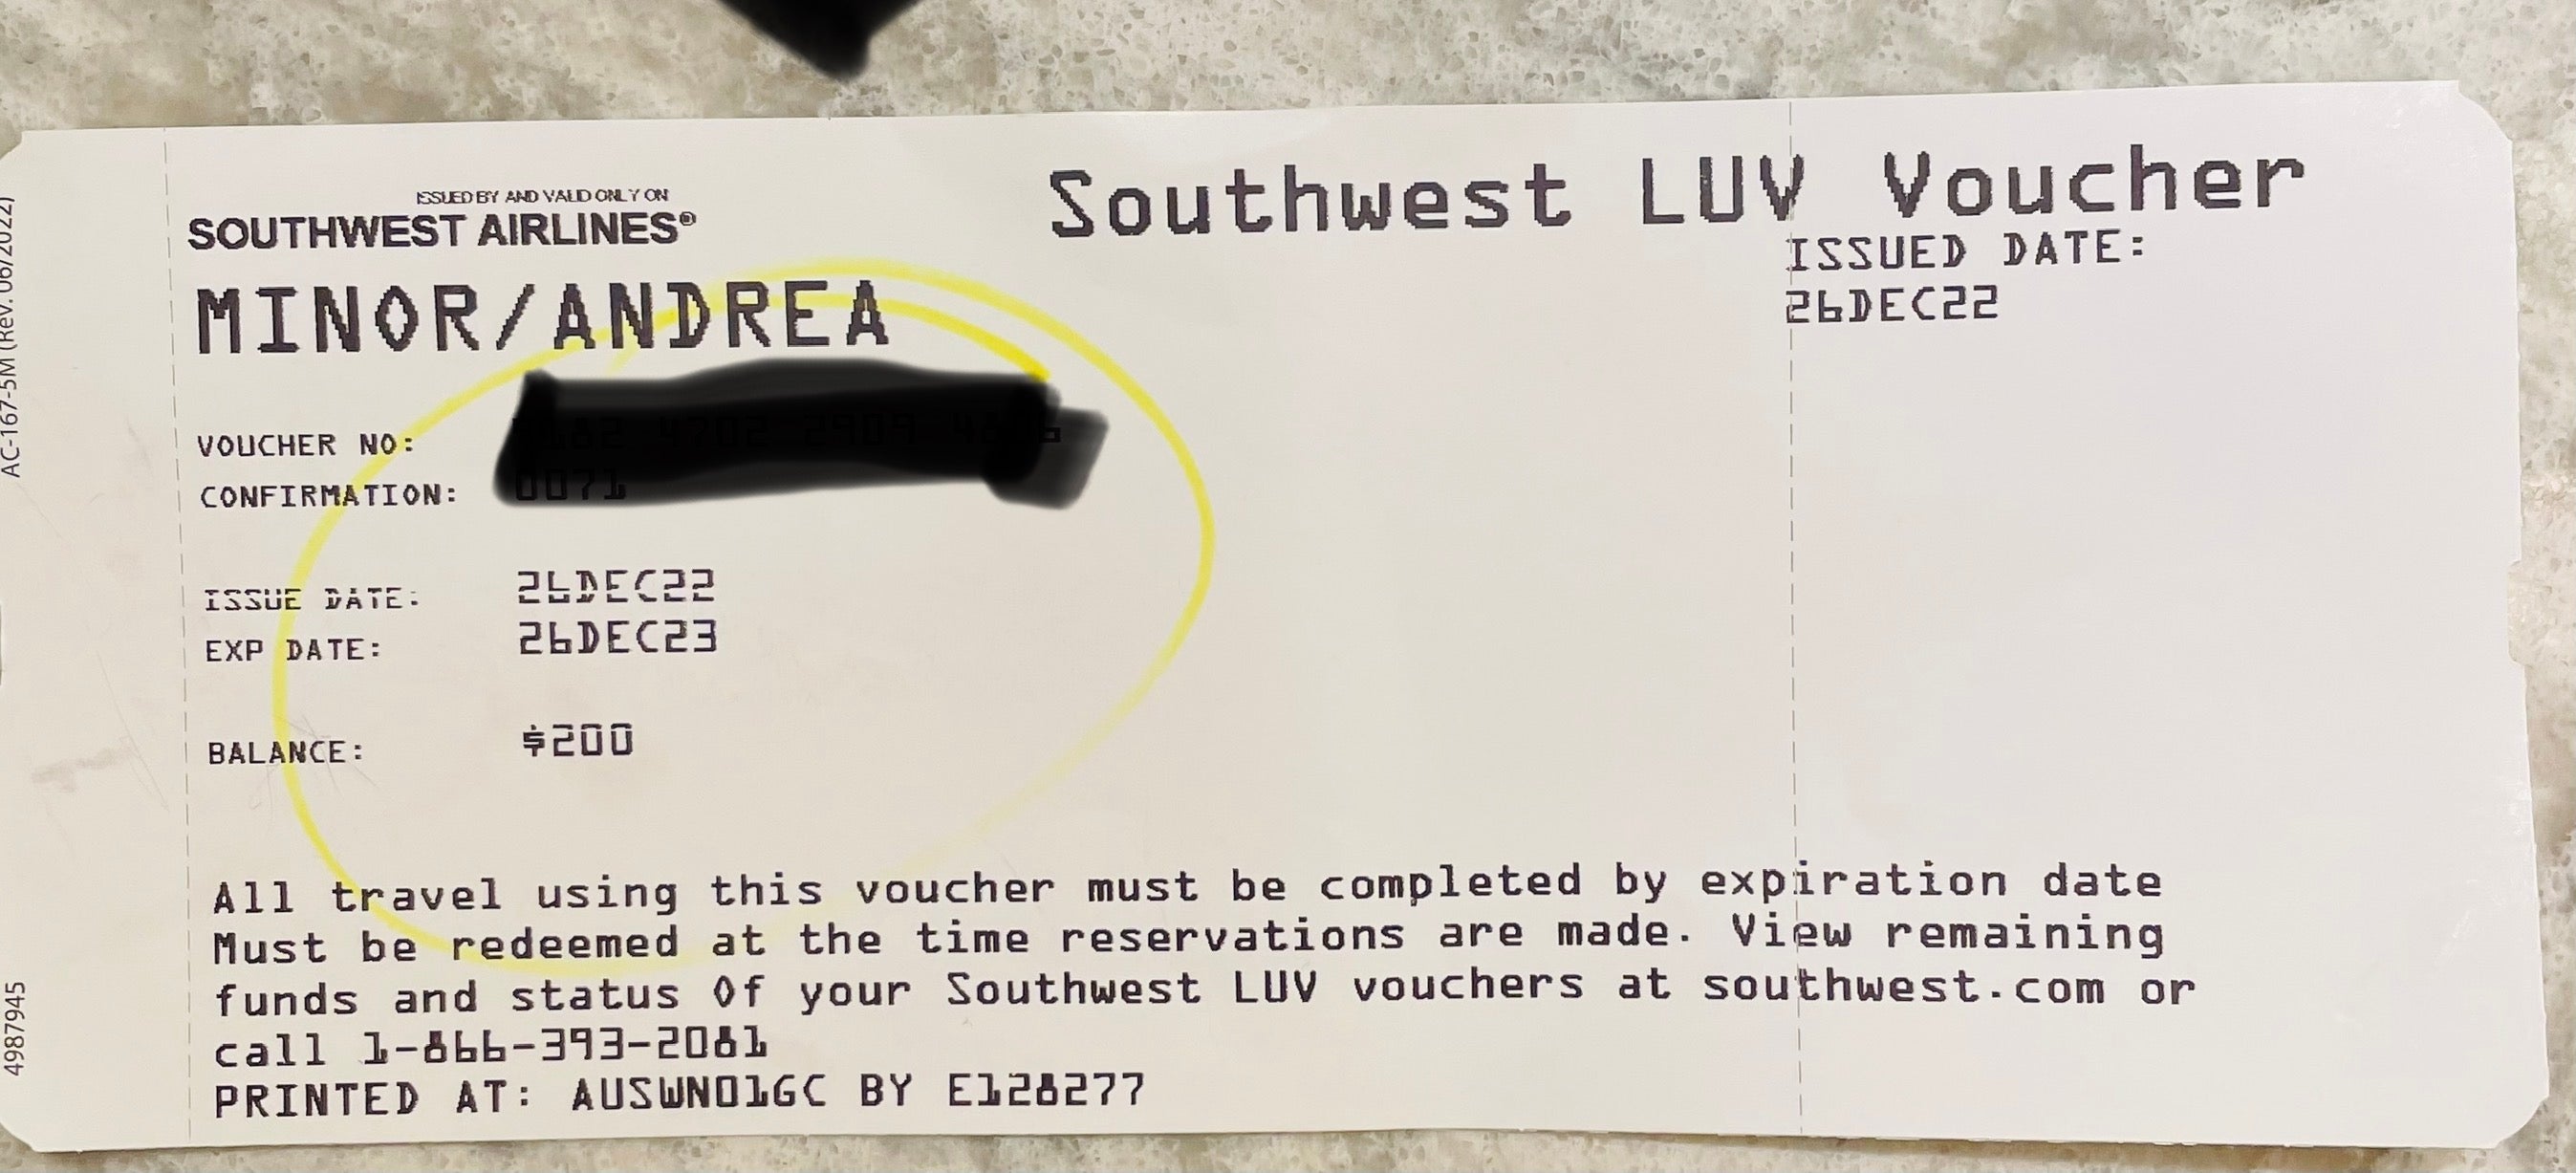 AC-167-5M (Rev. 06/2022)
4987945
ISSUED BY AND VALID ONLY ON
SOUTHWEST AIRLINES®
Southwest LUV Voucher
ISSUED DATE:
26DEC22
MINOR/ANDREA
VOUCHER NO:
CONFIRMATION:
ISSUE DATE: 26DEC22
EXP DATE: 26DEC23
BALANCE: $200
All travel using this voucher must be completed by expiration date
Must be redeemed at the time reservations are made. View remaining
funds and status Of your Southwest LUV vouchers at southwest.com or
call 1-866-393-2081
PRINTED AT: AUSWN01GC BY E128277